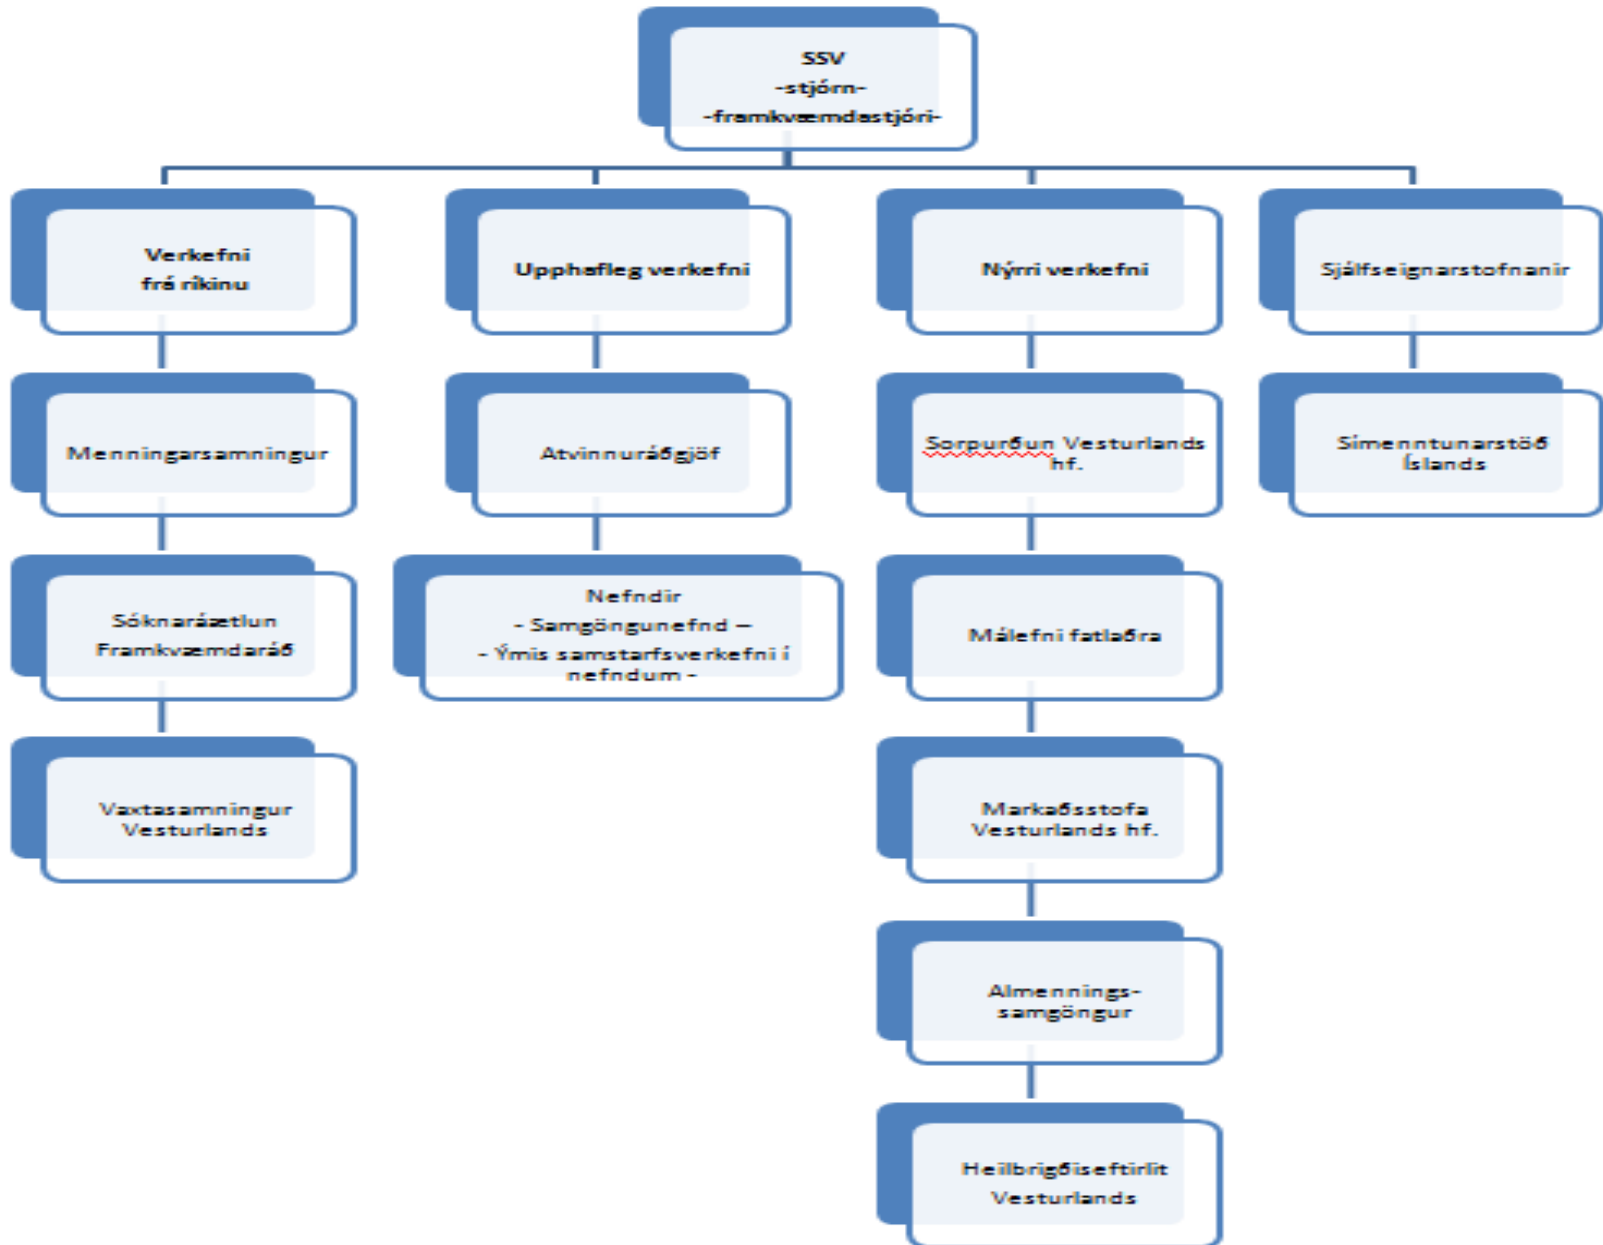 SSV
-stjórn-
-framkvæmdastjóri-
Verkefni
frá ríkinu
Upphafleg verkefni
Nýrri verkefni
Sjálfseignarstofnanir
Menningarsamningur
Atvinnuráðgjöf
Sorpurðun Vesturlands
hf.
Símenntunarstöð
Íslands
Sóknaráætlun
Framkvæmdaráð
Nefndir
- Samgöngunefnd –
- Ýmis samstarfsverkefni í
nefndum -
Málefni fatlaðra
Vaxtasamningur
Vesturlands
Markaðsstofa
Vesturlands hf.
Almennings-
samgöngur
Heilbrigðiseftirlit
Vesturlands